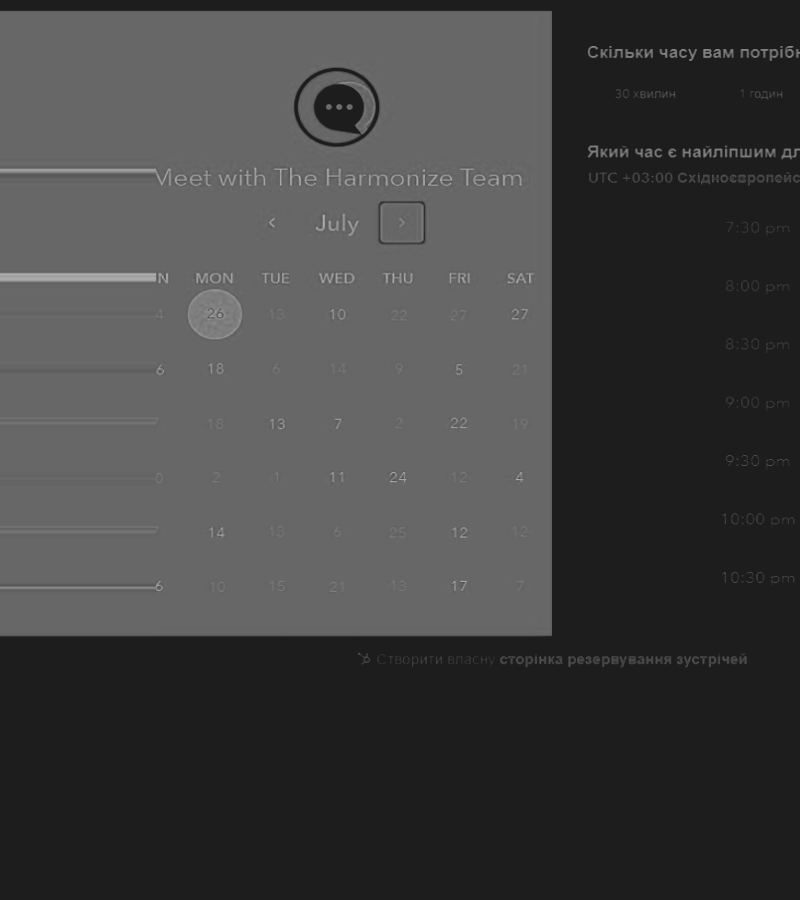 Meet with The Harmonize Team
July
N MON TUE WED THU FRI SAT
4 26 13 10 22 27 27
6 18 6 14 9 5 21
18 13 7 2 22 19
0 2 1 11 24 12 4
14 13 6 25 12 12
6 10 15 21 13 17 7
Скільки часу вам
30 хвилин 1 годин
Який час є найліпшим
UTC +03:00
7:30 pm
8:00 pm
8:30 pm
9:00 pm
9:30 pm
10:00 pm
10:30 pm
Створити власну сторінка резервування зустрічей